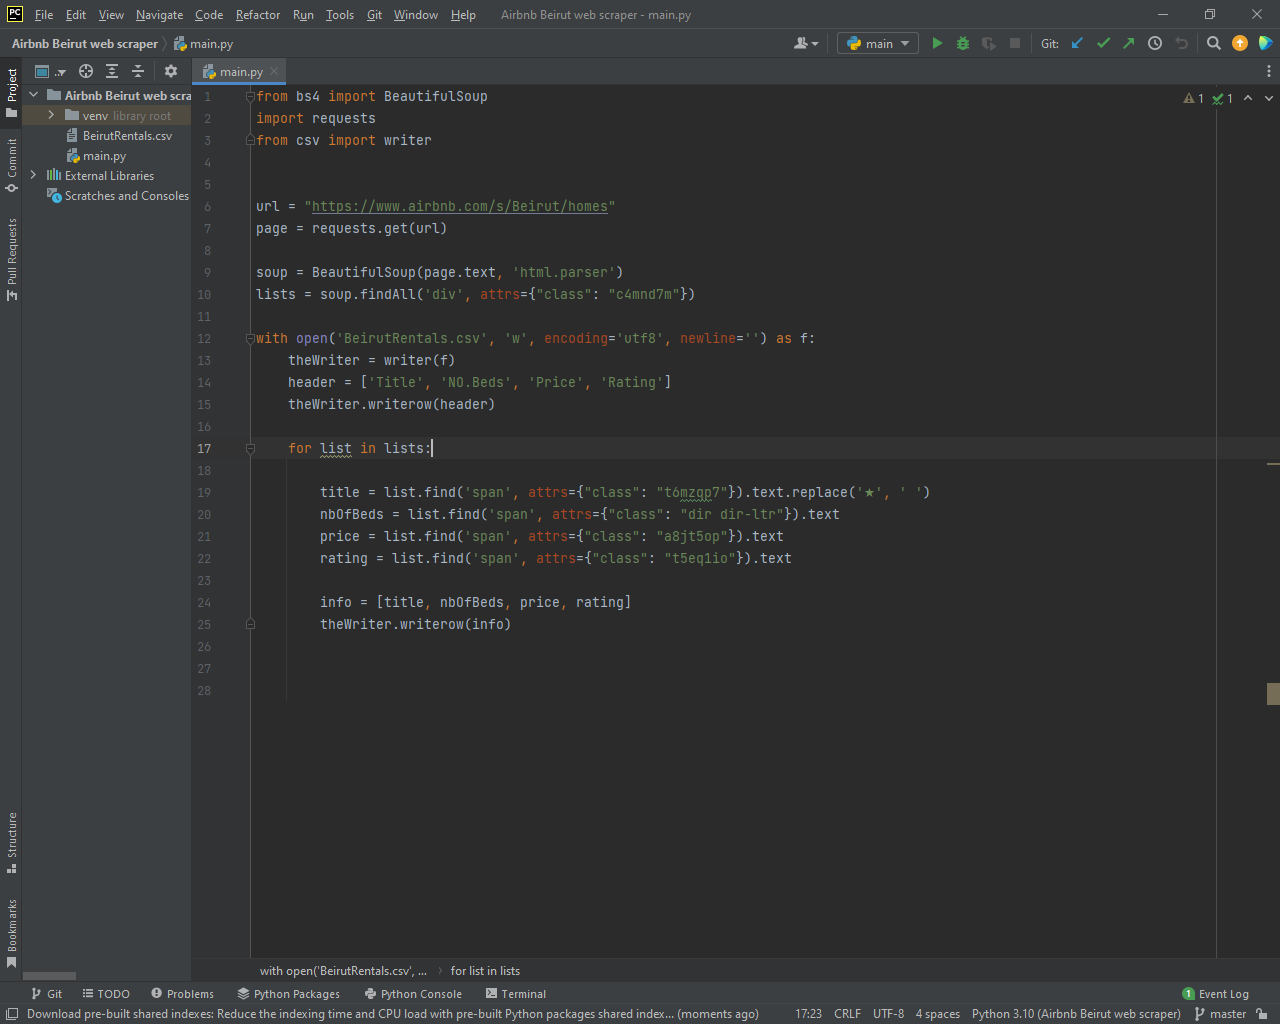 PC File Edit View Navigate Code Refactor Run Tools Git Window Help Airbnb Beirut web scraper - main.py
Airbnb Beirut web scraper main.py main Git:
Project
Commit
Pull Requests
Structure
Bookmarks
Airbnb Beirut web scra
venv library root
BeirutRentals.csv
main.py
External Libraries
Scratches and Consoles
main.py
1 1
1 from bs4 import BeautifulSoup
2 import requests
3 from csv import writer
4
5
6 url = "https://www.airbnb.com/s/Beirut/homes"
7 page = requests.get(url)
8
9 soup = BeautifulSoup(page.text, 'html.parser')
10 lists = soup.findAll('div', attrs={"class": "c4mnd7m"})
11
12 with open('BeirutRentals.csv', 'w', encoding='utf8', newline='') as f:
13 theWriter = writer(f)
14 header = ['Title', 'NO.Beds', 'Price', 'Rating']
15 theWriter.writerow(header)
16
17 for list in lists:
18
19 title = list.find('span', attrs={"class": "t6mzqp7"}).text.replace('★', ' ')
20 nbOfBeds = list.find('span', attrs={"class": "dir dir-ltr"}).text
21 price = list.find('span', attrs={"class": "a8jt5op"}).text
22 rating = list.find('span', attrs={"class": "t5eq1io"}).text
23
24 info = [title, nbOfBeds, price, rating]
25 theWriter.writerow(info)
26
27
28
with open('BeirutRentals.csv', ... for list in lists
Git TODO Problems Python Packages Python Console Terminal 1 Event Log
Download pre-built shared indexes: Reduce the indexing time and CPU load with pre-built Python packages shared index... (moments ago) 17:23 CRLF UTF-8 4 spaces Python 3.10 (Airbnb Beirut web scraper) master